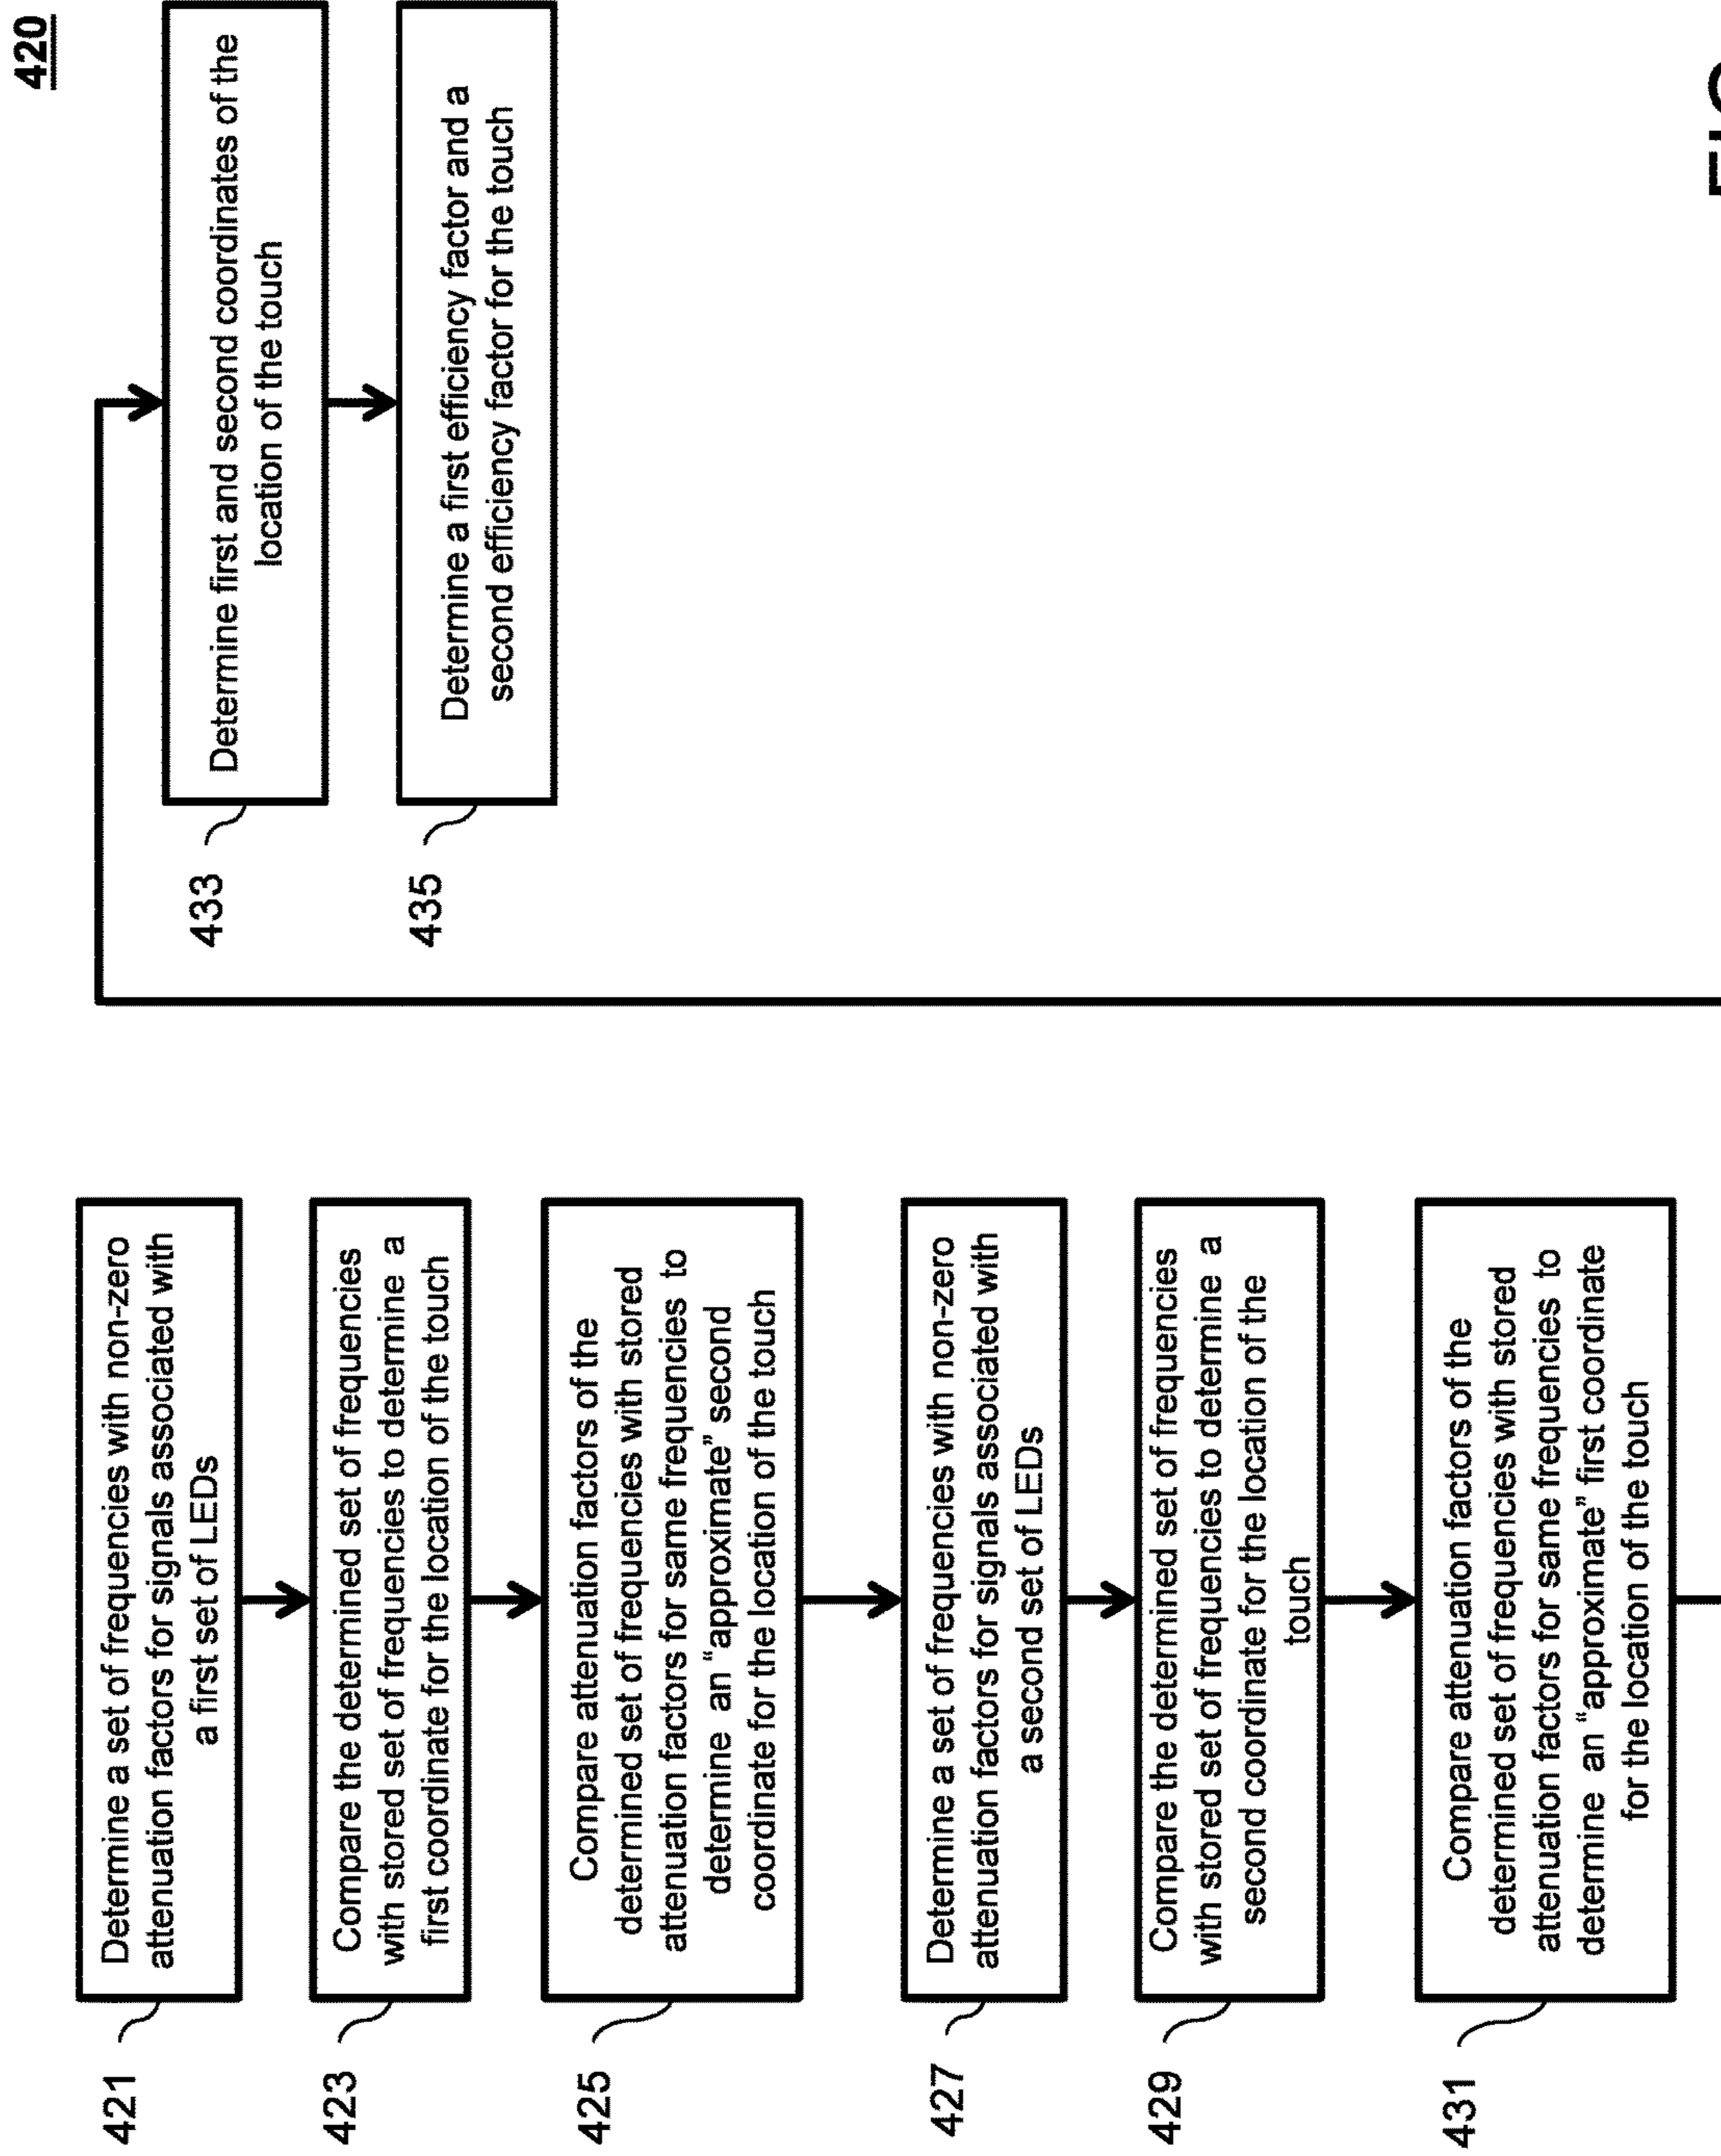 420
421
Determine a set of frequencies with non-zero
attenuation factors for signals associated with
a first set of LEDs
423
Compare the determined set of frequencies
with stored set of frequencies to determine a
first coordinate for the location of the touch
425
Compare attenuation factors of the
determined set of frequencies with stored
attenuation factors for same frequencies to
determine an “approximate” second
coordinate for the location of the touch
427
Determine a set of frequencies with non-zero
attenuation factors for signals associated with
a second set of LEDs
429
Compare the determined set of frequencies
with stored set of frequencies to determine a
second coordinate for the location of the
touch
431
Compare attenuation factors of the
determined set of frequencies with stored
attenuation factors for same frequencies to
determine an “approximate” first coordinate
for the location of the touch
433
Determine first and second coordinates of the
location of the touch
435
Determine a first efficiency factor and a
second efficiency factor for the touch